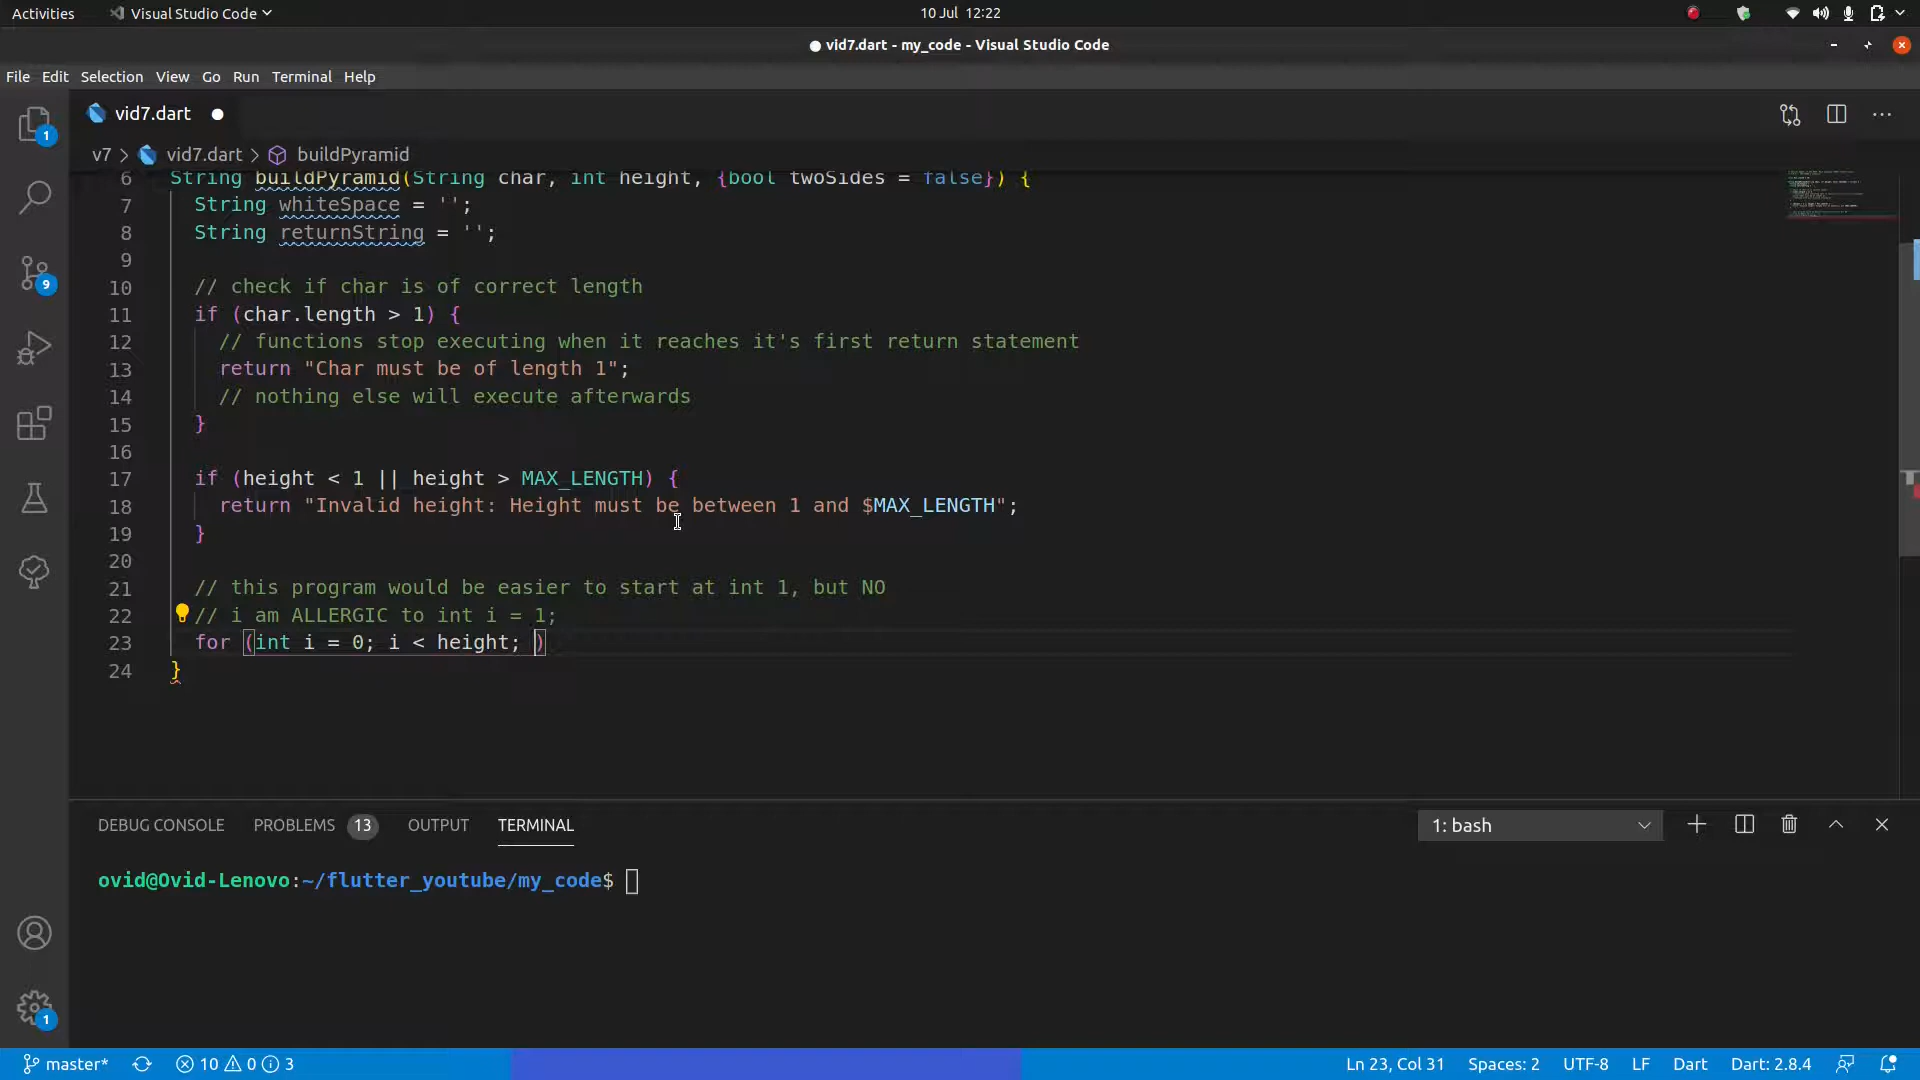 Activities Visual Studio Code 10 Jul 12:22
vid7.dart - my_code - Visual Studio Code
File Edit Selection View Go Run Terminal Help
vid7.dart
v7 > vid7.dart > buildPyramid
6 String buildPyramid(String char, int height, {bool twoSides = false}) {
7 String whiteSpace = '';
8 String returnString = '';
9
10 // check if char is of correct length
11 if (char.length > 1) {
12 // functions stop executing when it reaches it's first return statement
13 return "Char must be of length 1";
14 // nothing else will execute afterwards
15 }
16
17 if (height < 1 || height > MAX_LENGTH) {
18 return "Invalid height: Height must be between 1 and $MAX_LENGTH";
19 }
20
21 // this program would be easier to start at int 1, but NO
22 // i am ALLERGIC to int i = 1;
23 for (int i = 0; i < height; )
24 }
DEBUG CONSOLE PROBLEMS 13 OUTPUT TERMINAL 1: bash
ovid@Ovid-Lenovo:~/flutter_youtube/my_code$
1
9
1
master* 10 0 3 Ln 23, Col 31 Spaces: 2 UTF-8 LF Dart Dart: 2.8.4